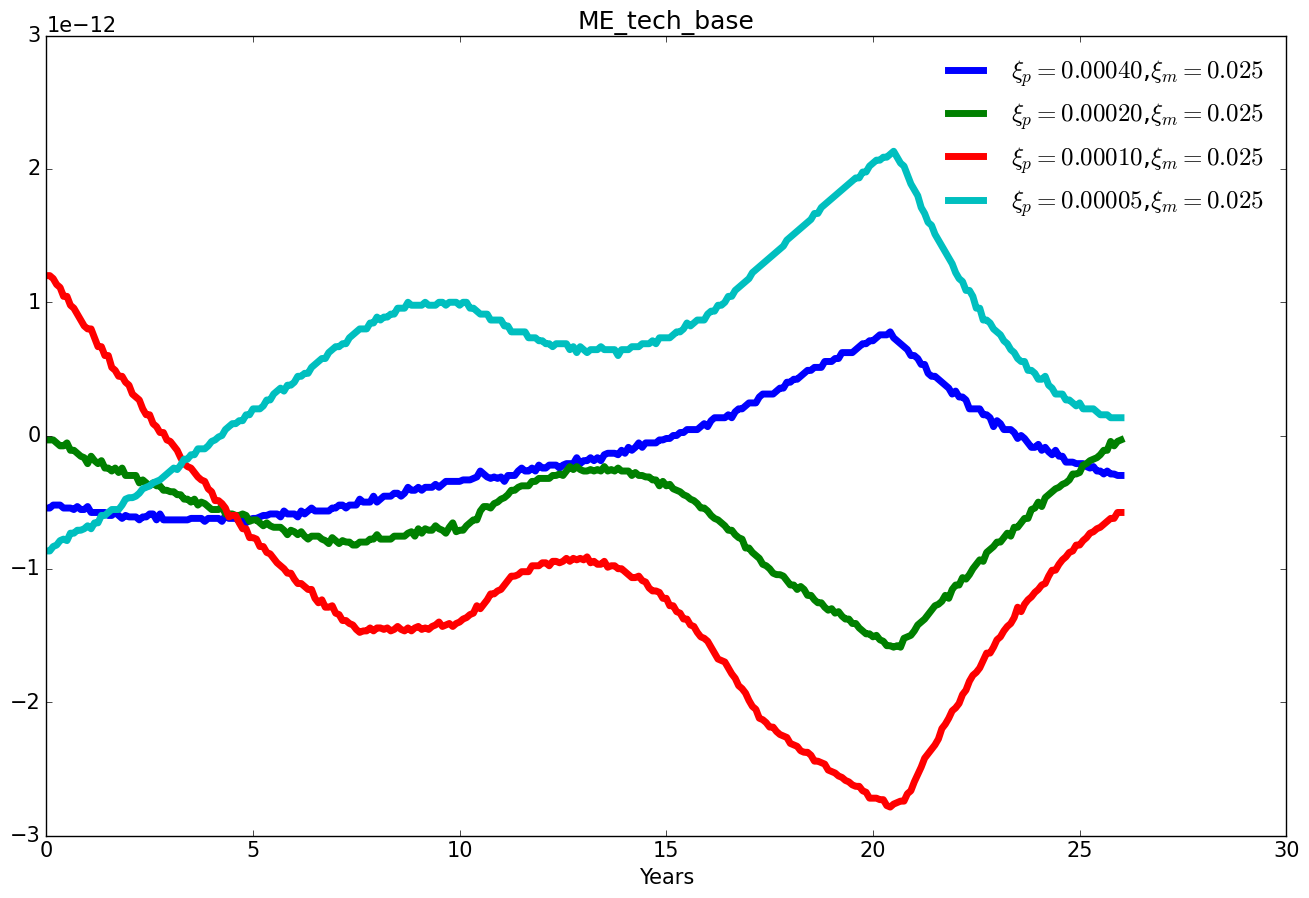 ME_tech_base
1e−12
3
2
1
0
−1
−2
−3
0 5 10 15 20 25 30
Years
ξp = 0.00040,ξm = 0.025
ξp = 0.00020,ξm = 0.025
ξp = 0.00010,ξm = 0.025
ξp = 0.00005,ξm = 0.025